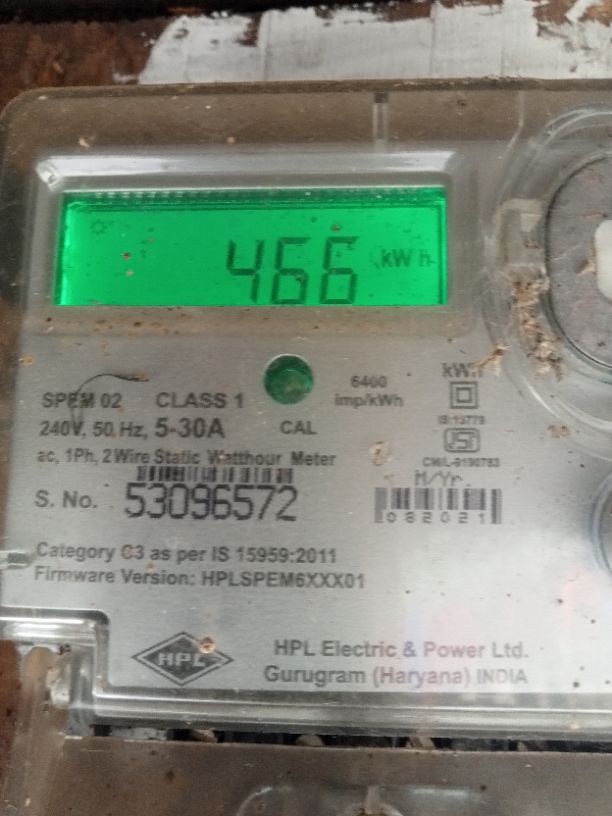 466 kWh
6400
imp/kWh
kWh
SPEM 02 CLASS 1
240V, 50 Hz, 5-30A
CAL
IS:13779
ac, 1Ph, 2 Wire Static Watthour Meter
CM/L-9190783
M/Yr.
S. No. 53096572
082021
Category C3 as per IS 15959:2011
Firmware Version: HPLSPEM6XXX01
HPL
HPL Electric & Power Ltd.
Gurugram (Haryana) INDIA